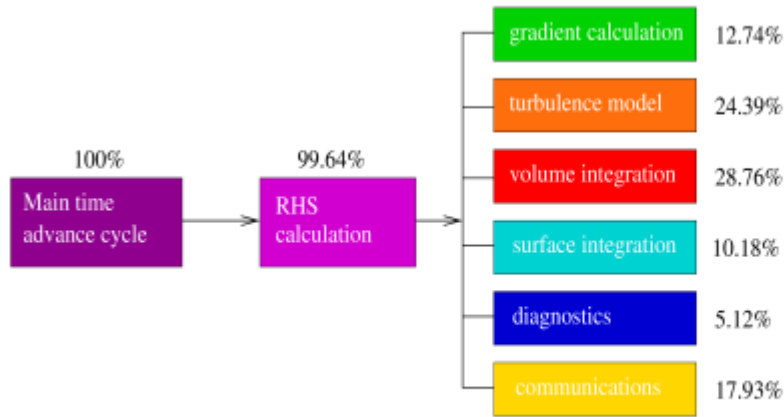 100%
Main time
advance cycle
99.64%
RHS
calculation
gradient calculation 12.74%
turbulence model 24.39%
volume integration 28.76%
surface integration 10.18%
diagnostics 5.12%
communications 17.93%